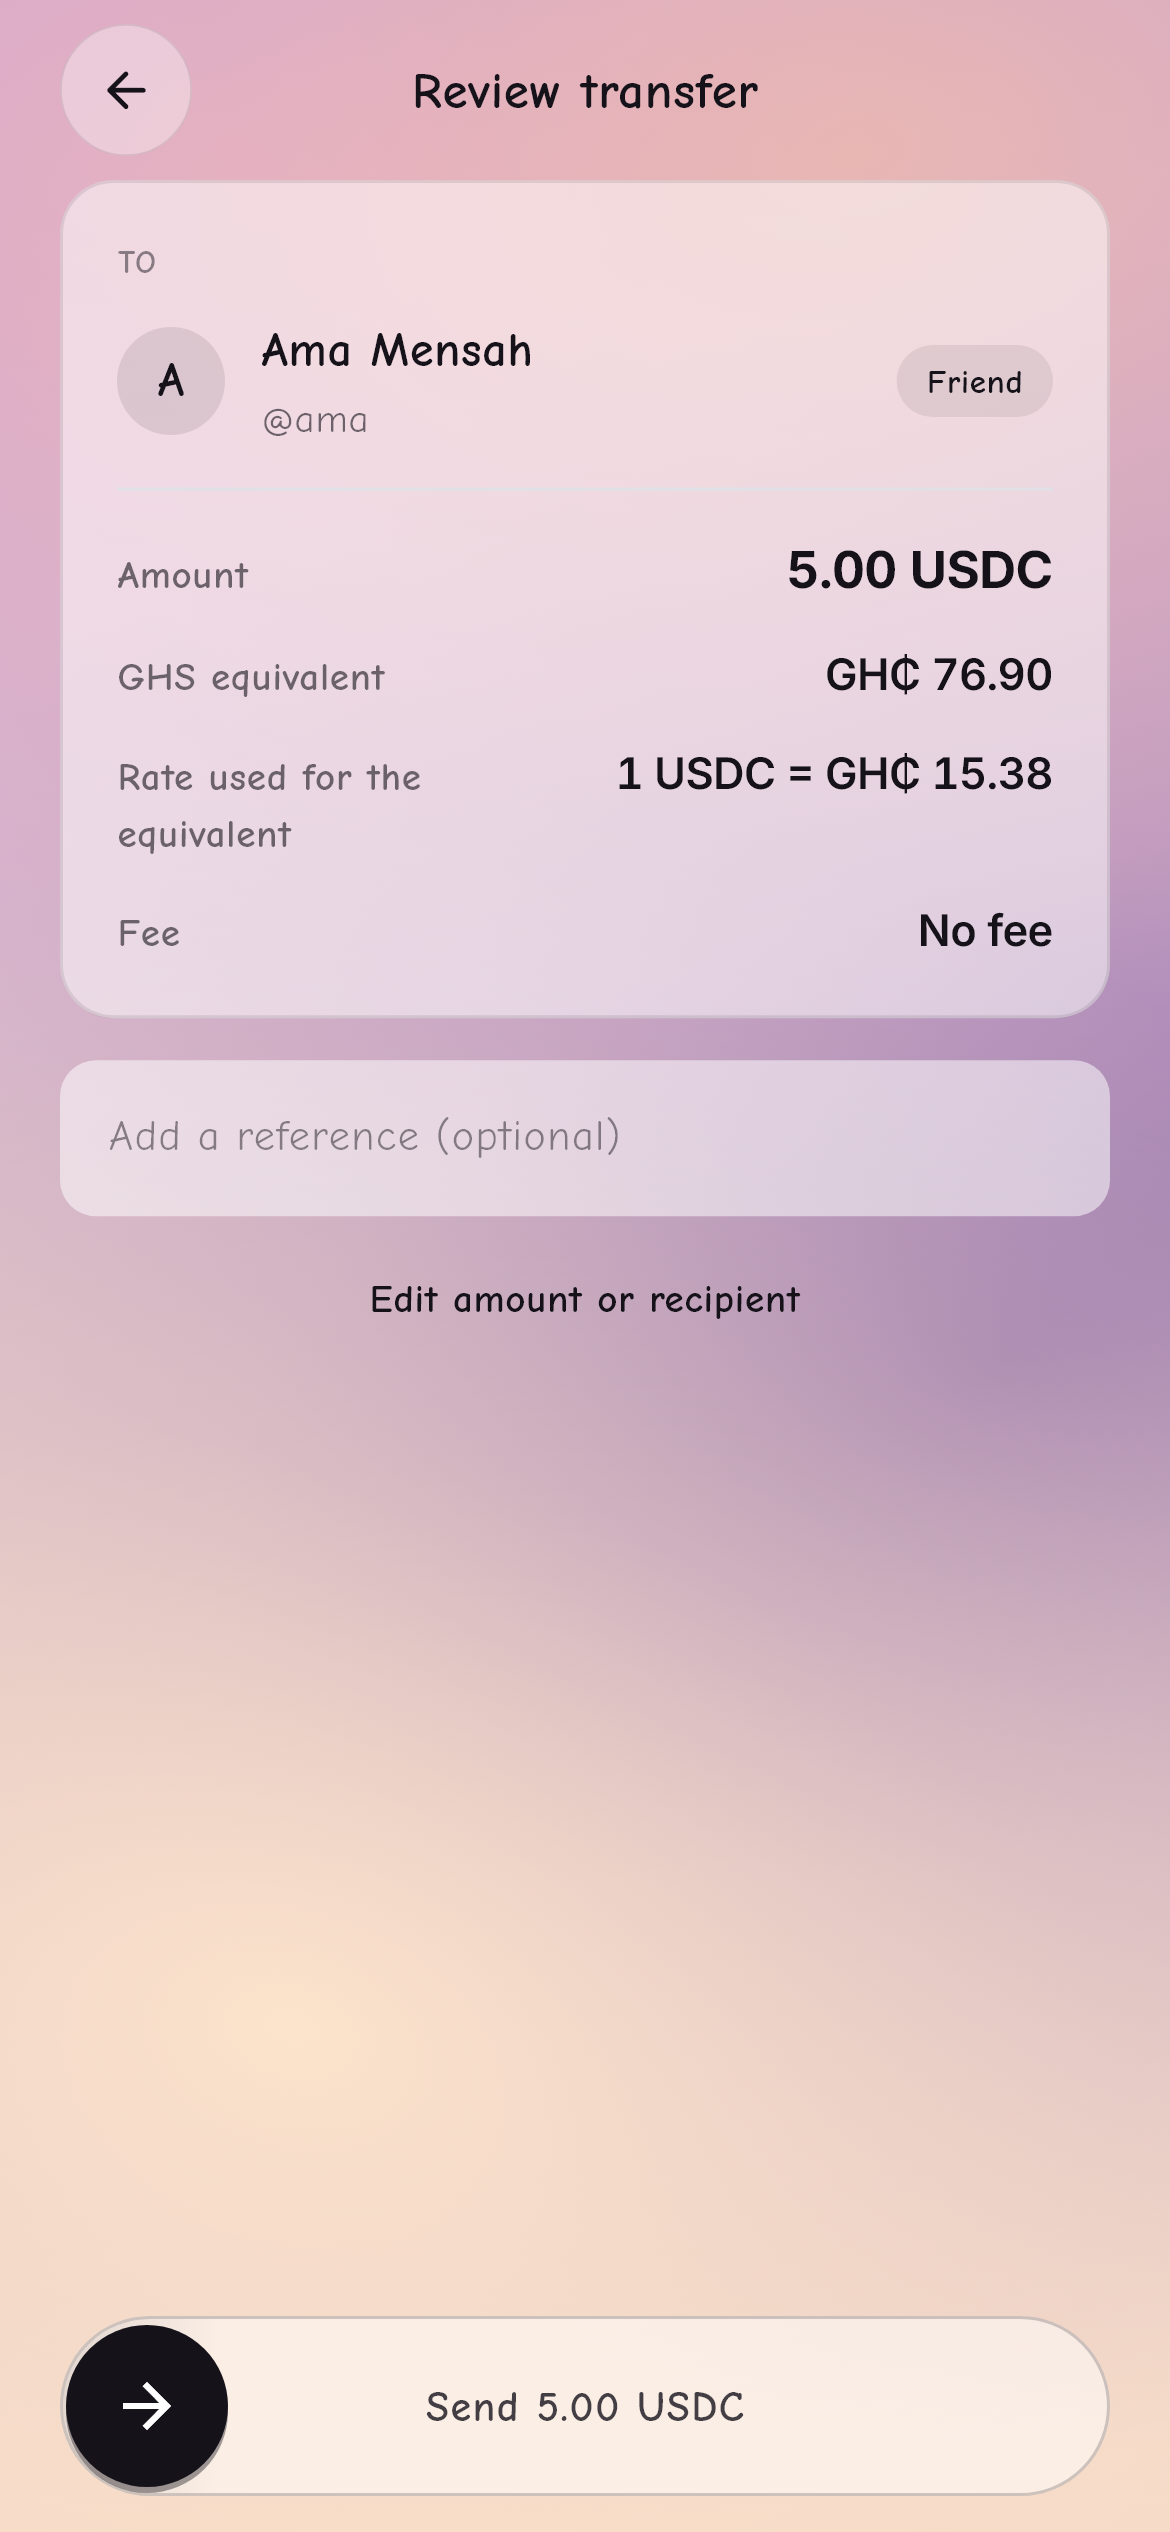 Review transfer
TO
A
Ama Mensah
@ama
Friend
Amount
5.00 USDC
GHS equivalent
GH₵ 76.90
Rate used for the
equivalent
1 USDC = GH₵ 15.38
Fee
No fee
Add a reference (optional)
Edit amount or recipient
Send 5.00 USDC